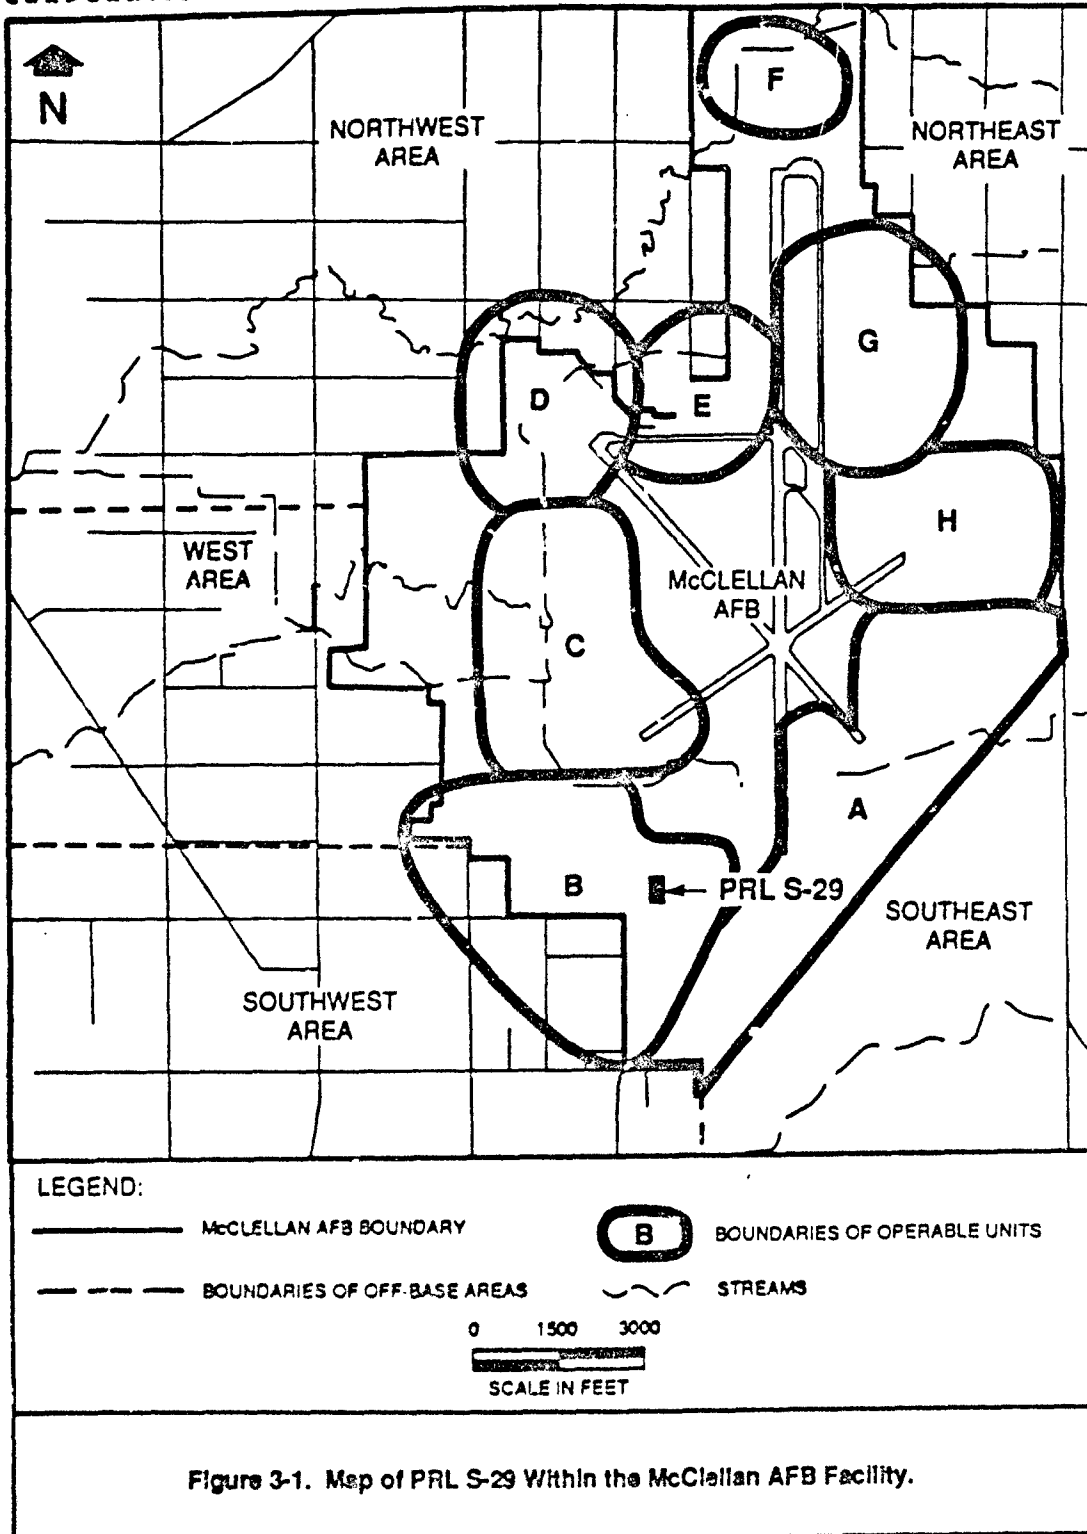 N
F
NORTHWEST
AREA
NORTHEAST
AREA
G
D
E
H
WEST
AREA
McCLELLAN
AFB
C
A
B
PRL S-29
SOUTHEAST
AREA
SOUTHWEST
AREA
LEGEND:
McCLELLAN AFB BOUNDARY
B
BOUNDARIES OF OPERABLE UNITS
BOUNDARIES OF OFF-BASE AREAS
STREAMS
0 1500 3000
SCALE IN FEET
Figure 3-1. Map of PRL S-29 Within the McClellan AFB Facility.